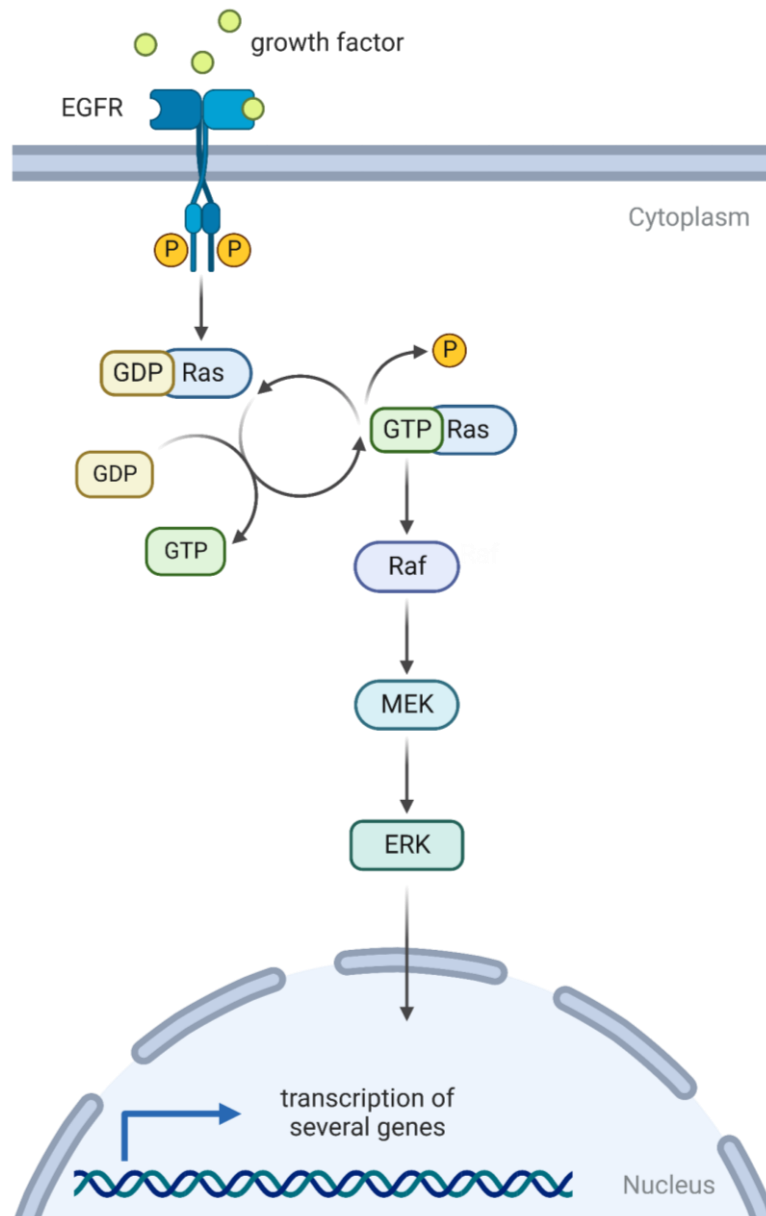 growth factor
EGFR
Cytoplasm
P
P
P
GDP
Ras
GTP
Ras
GDP
GTP
Raf
MEK
ERK
transcription of
several genes
Nucleus